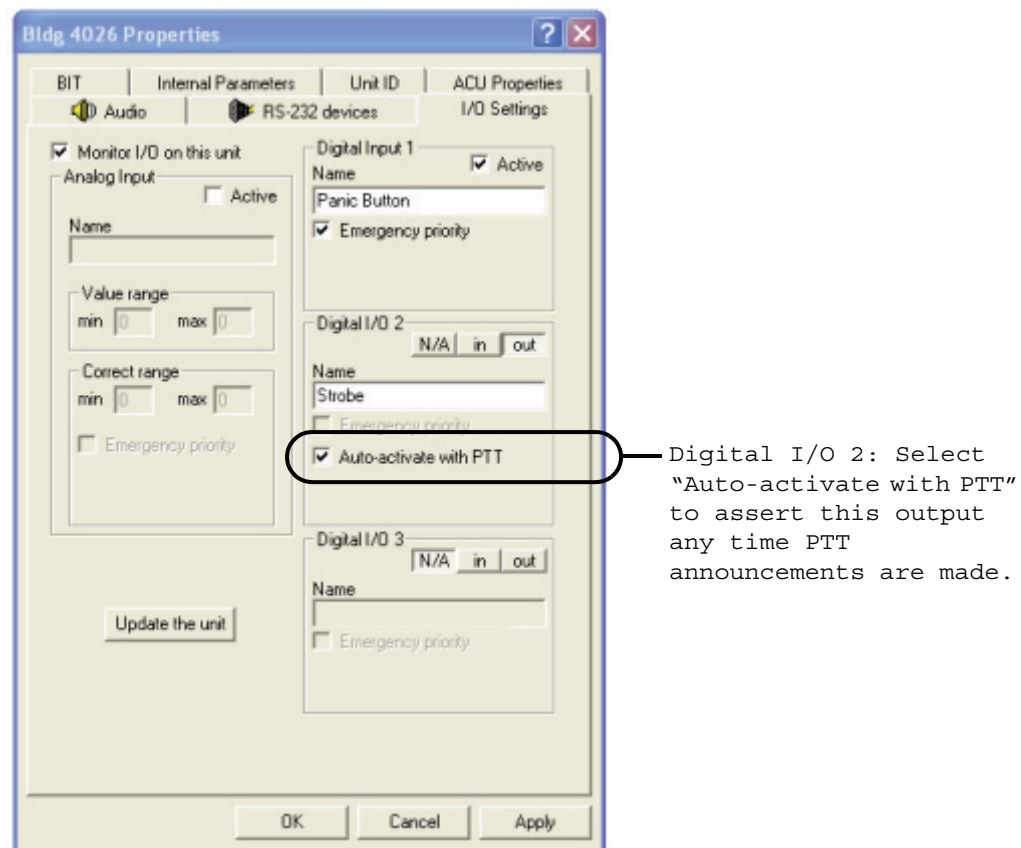 Bldg 4026 Properties
BIT
Internal Parameters
Unit ID
ACU Properties
Audio
RS-232 devices
I/O Settings
Monitor I/O on this unit
Analog Input
Active
Name
Value range
min 0 max 0
Correct range
min 0 max 0
Emergency priority
Update the unit
Digital Input 1
Active
Name
Panic Button
Emergency priority
Digital I/O 2
N/A in out
Name
Strobe
Emergency priority
Auto-activate with PTT
Digital I/O 3
N/A in out
Name
Emergency priority
OK
Cancel
Apply
Digital I/O 2: Select
“Auto-activate with PTT”
to assert this output
any time PTT
announcements are made.